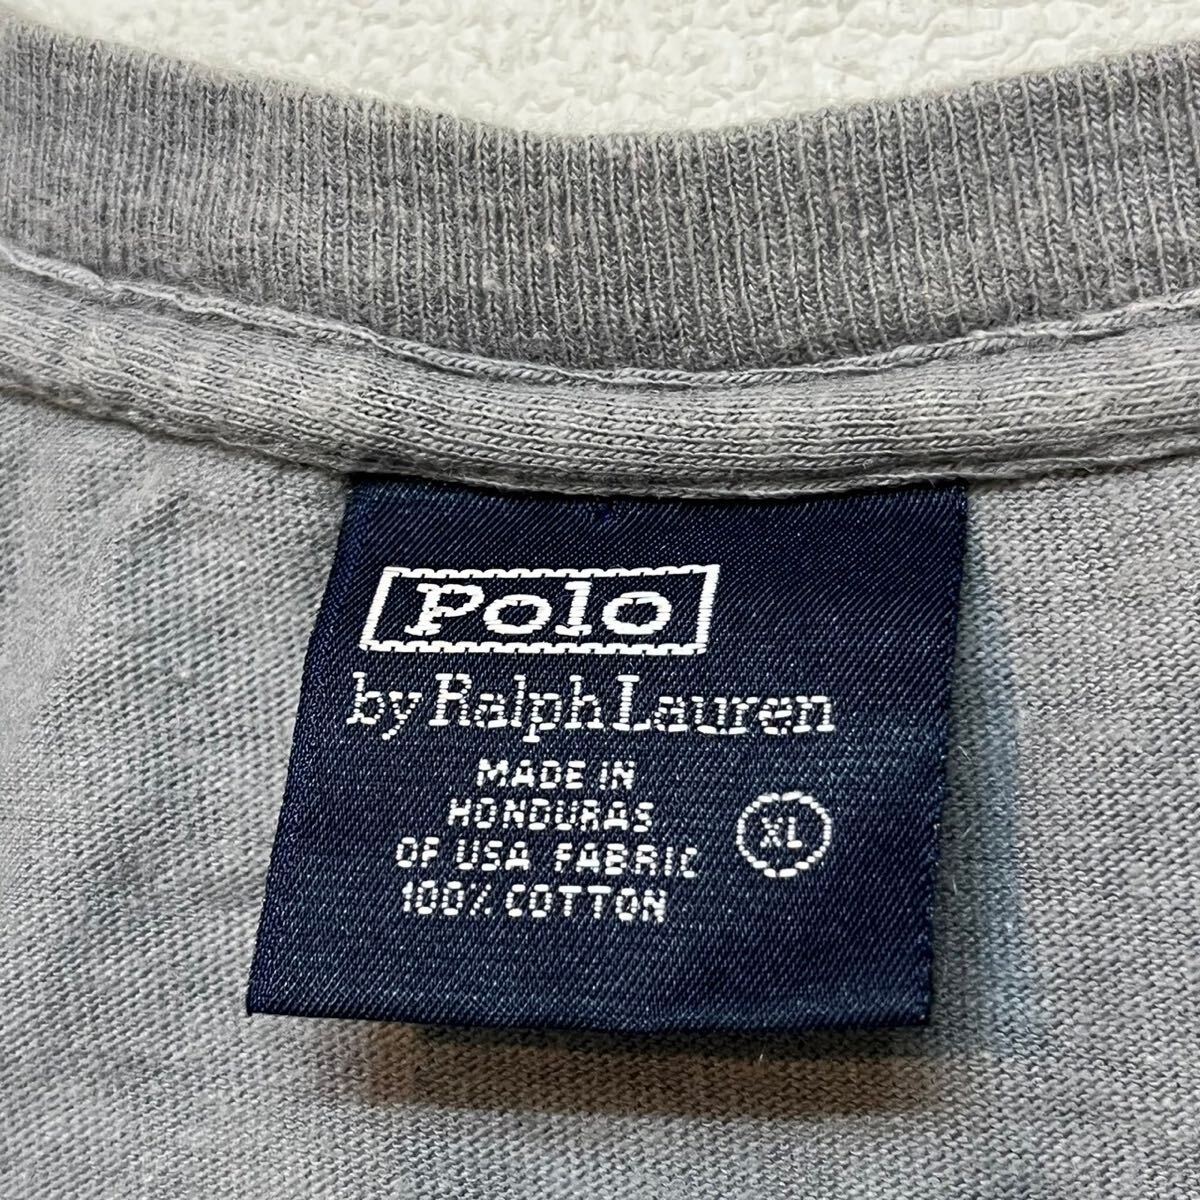 Polo
by Ralph Lauren
MADE IN
HONDURAS
OF USA FABRIC
100% COTTON
XL